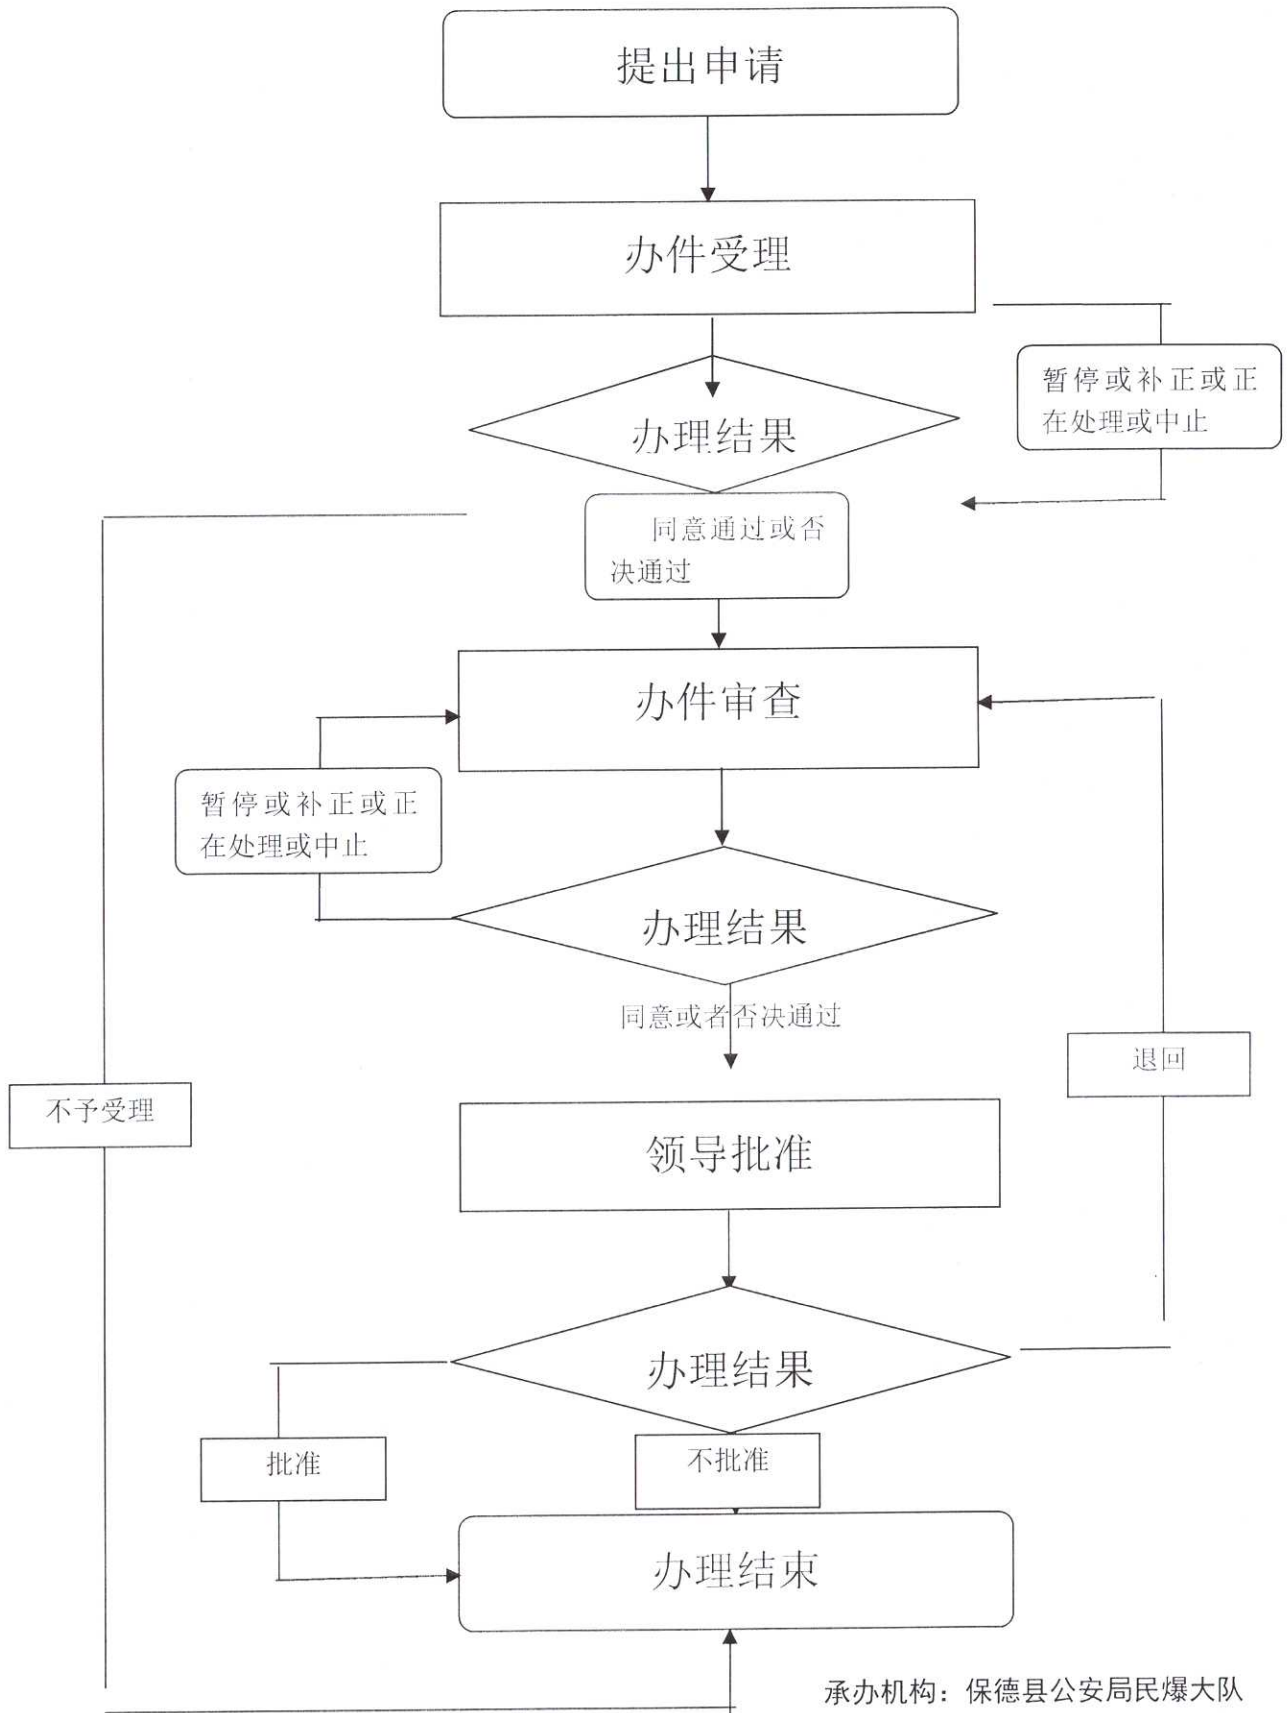 提出申请
办件受理
暂停或补正或正
在处理或中止
办理结果
同意通过或否
决通过
办件审查
暂停或补正或正
在处理或中止
办理结果
同意或者否决通过
退回
不予受理
领导批准
办理结果
批准
不批准
办理结束
承办机构：保德县公安局民爆大队